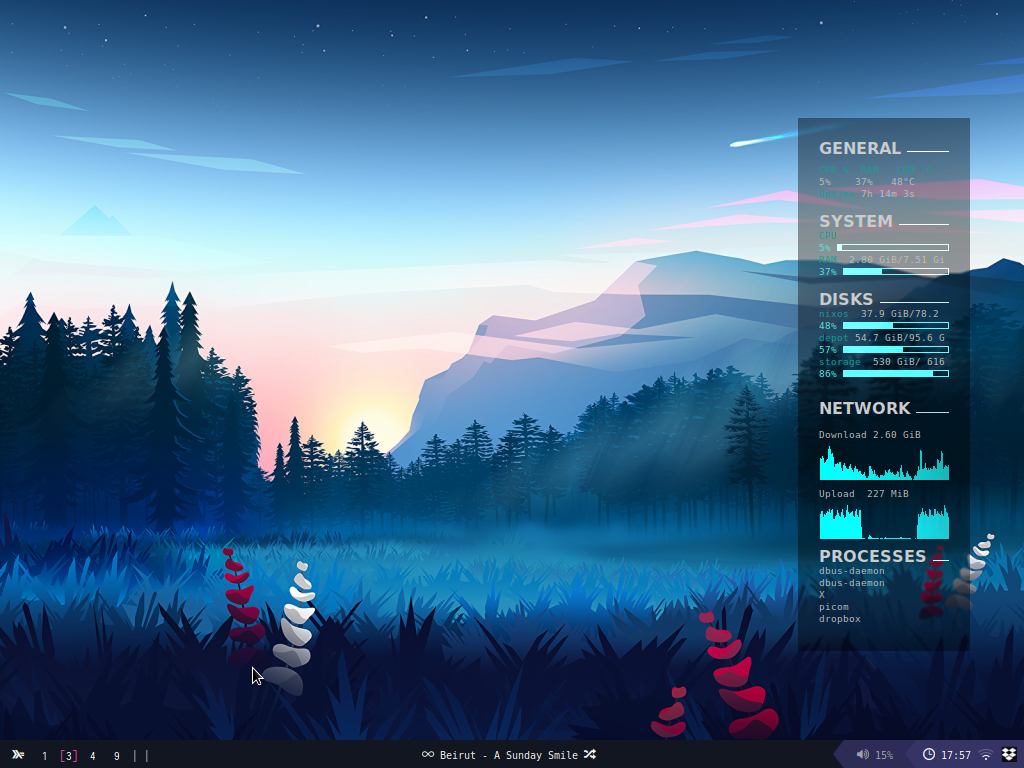 GENERAL
5% 37% 48°C
Uptime 7h 14m 3s
SYSTEM
CPU
5%
RAM 2.80 GiB/7.51 Gi
37%
DISKS
nixos 37.9 GiB/78.2
48%
depot 54.7 GiB/95.6 G
57%
storage 530 GiB/ 616
86%
NETWORK
Download 2.60 GiB
Upload 227 MiB
PROCESSES
dbus-daemon
dbus-daemon
X
picom
dropbox
1 [3] 4 9 | | Beirut - A Sunday Smile 15% 17:57